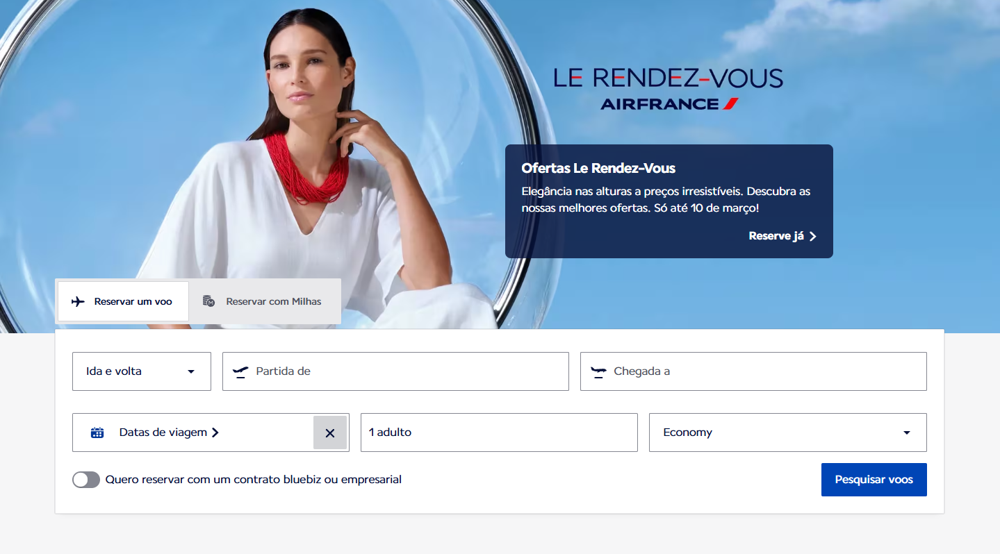 LE RENDEZ-VOUS
AIRFRANCE
Ofertas Le Rendez-Vous
Elegância nas alturas a preços irresistíveis. Descubra as
nossas melhores ofertas. Só até 10 de março!
Reserve já
Reservar um voo
M
Reservar com Milhas
Ida e volta
Partida de
Chegada a
Datas de viagem
1 adulto
Economy
Quero reservar com um contrato bluebiz ou empresarial
Pesquisar voos